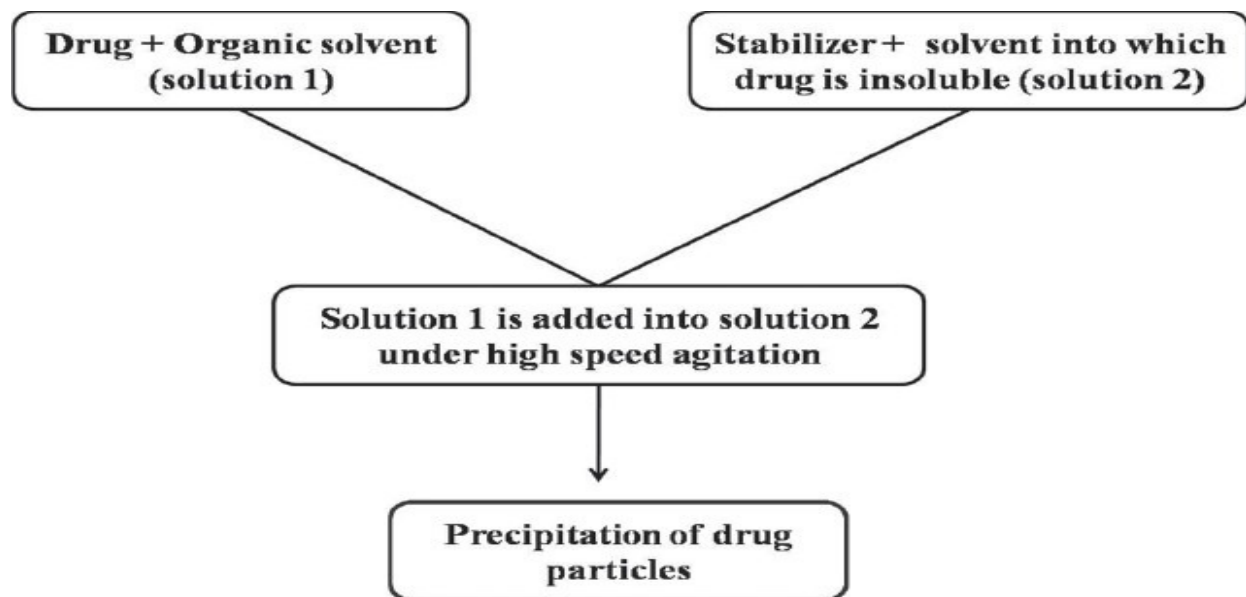 Drug + Organic solvent
(solution 1)
Stabilizer + solvent into which
drug is insoluble (solution 2)
Solution 1 is added into solution 2
under high speed agitation
Precipitation of drug
particles